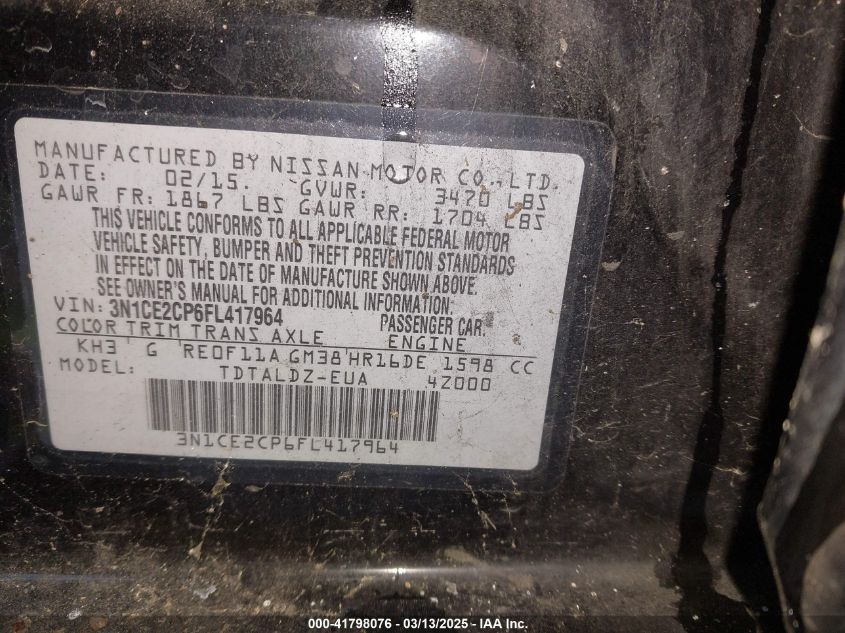 MANUFACTURED BY NISSAN MOTOR CO., LTD.
DATE: 02/15. GVWR: 3470 LBS
GAWR FR: 1867 LBS GAWR RR: 1704 LBS
THIS VEHICLE CONFORMS TO ALL APPLICABLE FEDERAL MOTOR
VEHICLE SAFETY, BUMPER AND THEFT PREVENTION STANDARDS
IN EFFECT ON THE DATE OF MANUFACTURE SHOWN ABOVE.
SEE OWNER'S MANUAL FOR ADDITIONAL INFORMATION.
VIN: 3N1CE2CP6FL417964 PASSENGER CAR.
COLOR TRIM TRANS AXLE ENGINE
KH3 G RE0F11A GM38 HR16DE 1598 CC
MODEL: TDTALDZ-EUA 4Z000
3N1CE2CP6FL417964
000-41798076 — 03/13/2025 — IAA Inc.